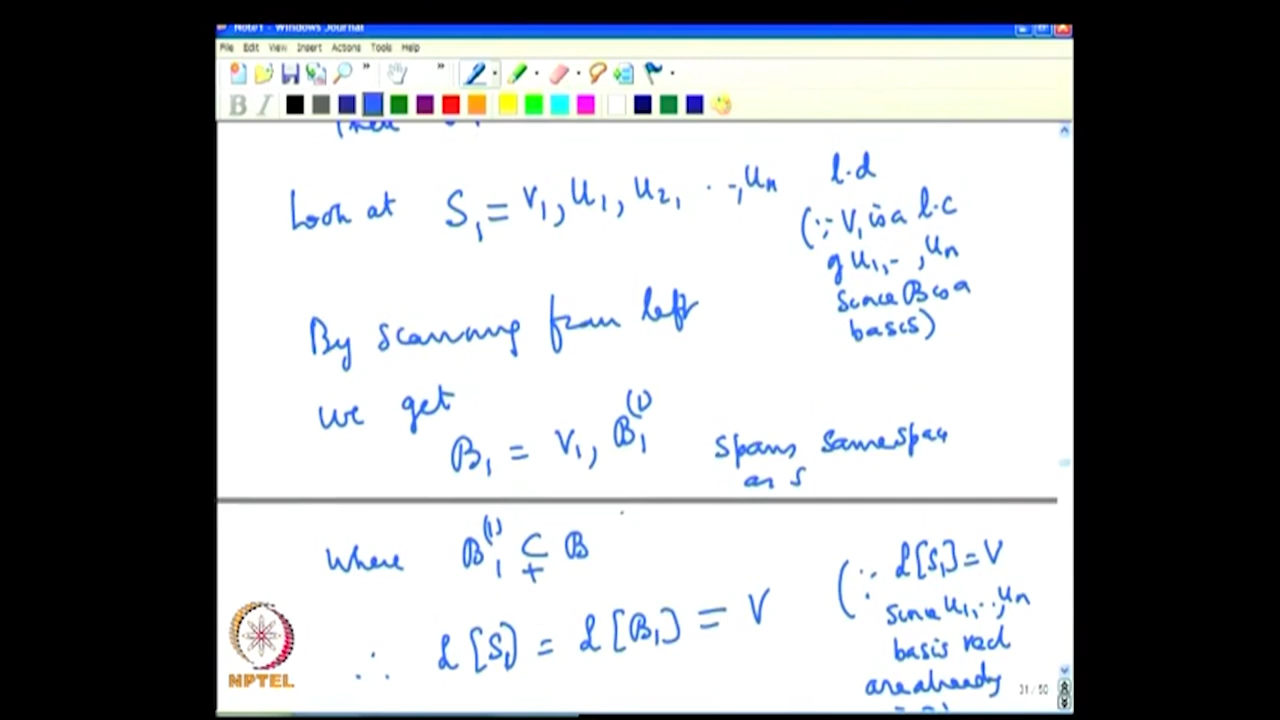 Note1 - Windows Journal
File Edit View Insert Actions Tools Help
B I
Look at S₁ = v₁, u₁, u₂, ..., uₙ l.d
(∵ v₁ is a l.c
of u₁, .. , uₙ
since B is a
basis)
By scanning from left
we get
B₁ = v₁, B₁⁽¹⁾ spans same space
as S
where B₁⁽¹⁾ ⊊ B
∴ L[S₁] = L[B₁] = V
(∵ L[S₁] = V
since u₁, .., uₙ
basis vect
are already
NPTEL
31 / 50